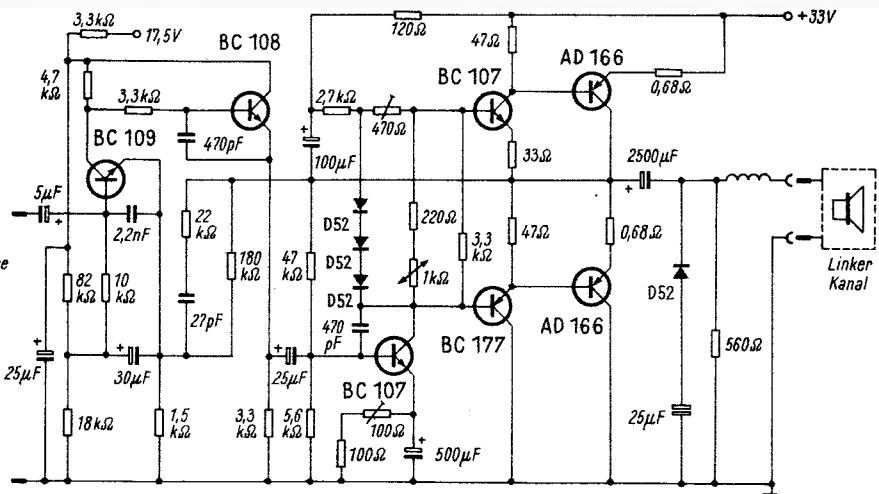 3,3kΩ
17,5V
BC 108
120Ω
+33V
47Ω
AD 166
4,7
kΩ
3,3kΩ
BC 107
2,7kΩ
470Ω
0,68Ω
BC 109
470pF
100µF
33Ω
2500µF
5µF
2,2nF
22
kΩ
D52
220Ω
47Ω
0,68Ω
180
kΩ
47
kΩ
D52
3,3
kΩ
1kΩ
82
kΩ
10
kΩ
D52
D52
Linker
Kanal
27pF
470
pF
BC 177
AD 166
560Ω
25µF
30µF
25µF
BC 107
18kΩ
1,5
kΩ
3,3
kΩ
5,6
kΩ
100Ω
100Ω
500µF
25µF